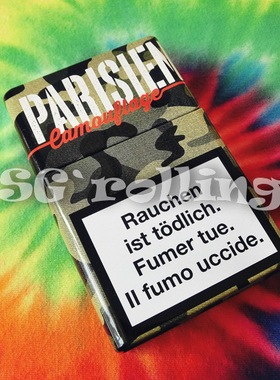 PARISIEN
Camouflage
SG'rolling
Rauchen
ist tödlich.
Fumer tue.
Il fumo uccide.